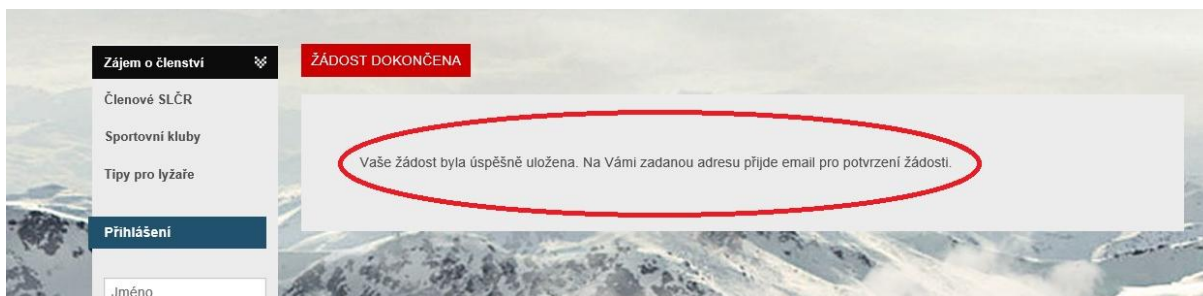 Zájem o členství
ŽÁDOST DOKONČENA
Členové SLČR
Sportovní kluby
Tipy pro lyžaře
Vaše žádost byla úspěšně uložena. Na Vámi zadanou adresu přijde email pro potvrzení žádosti.
Přihlášení
Jméno